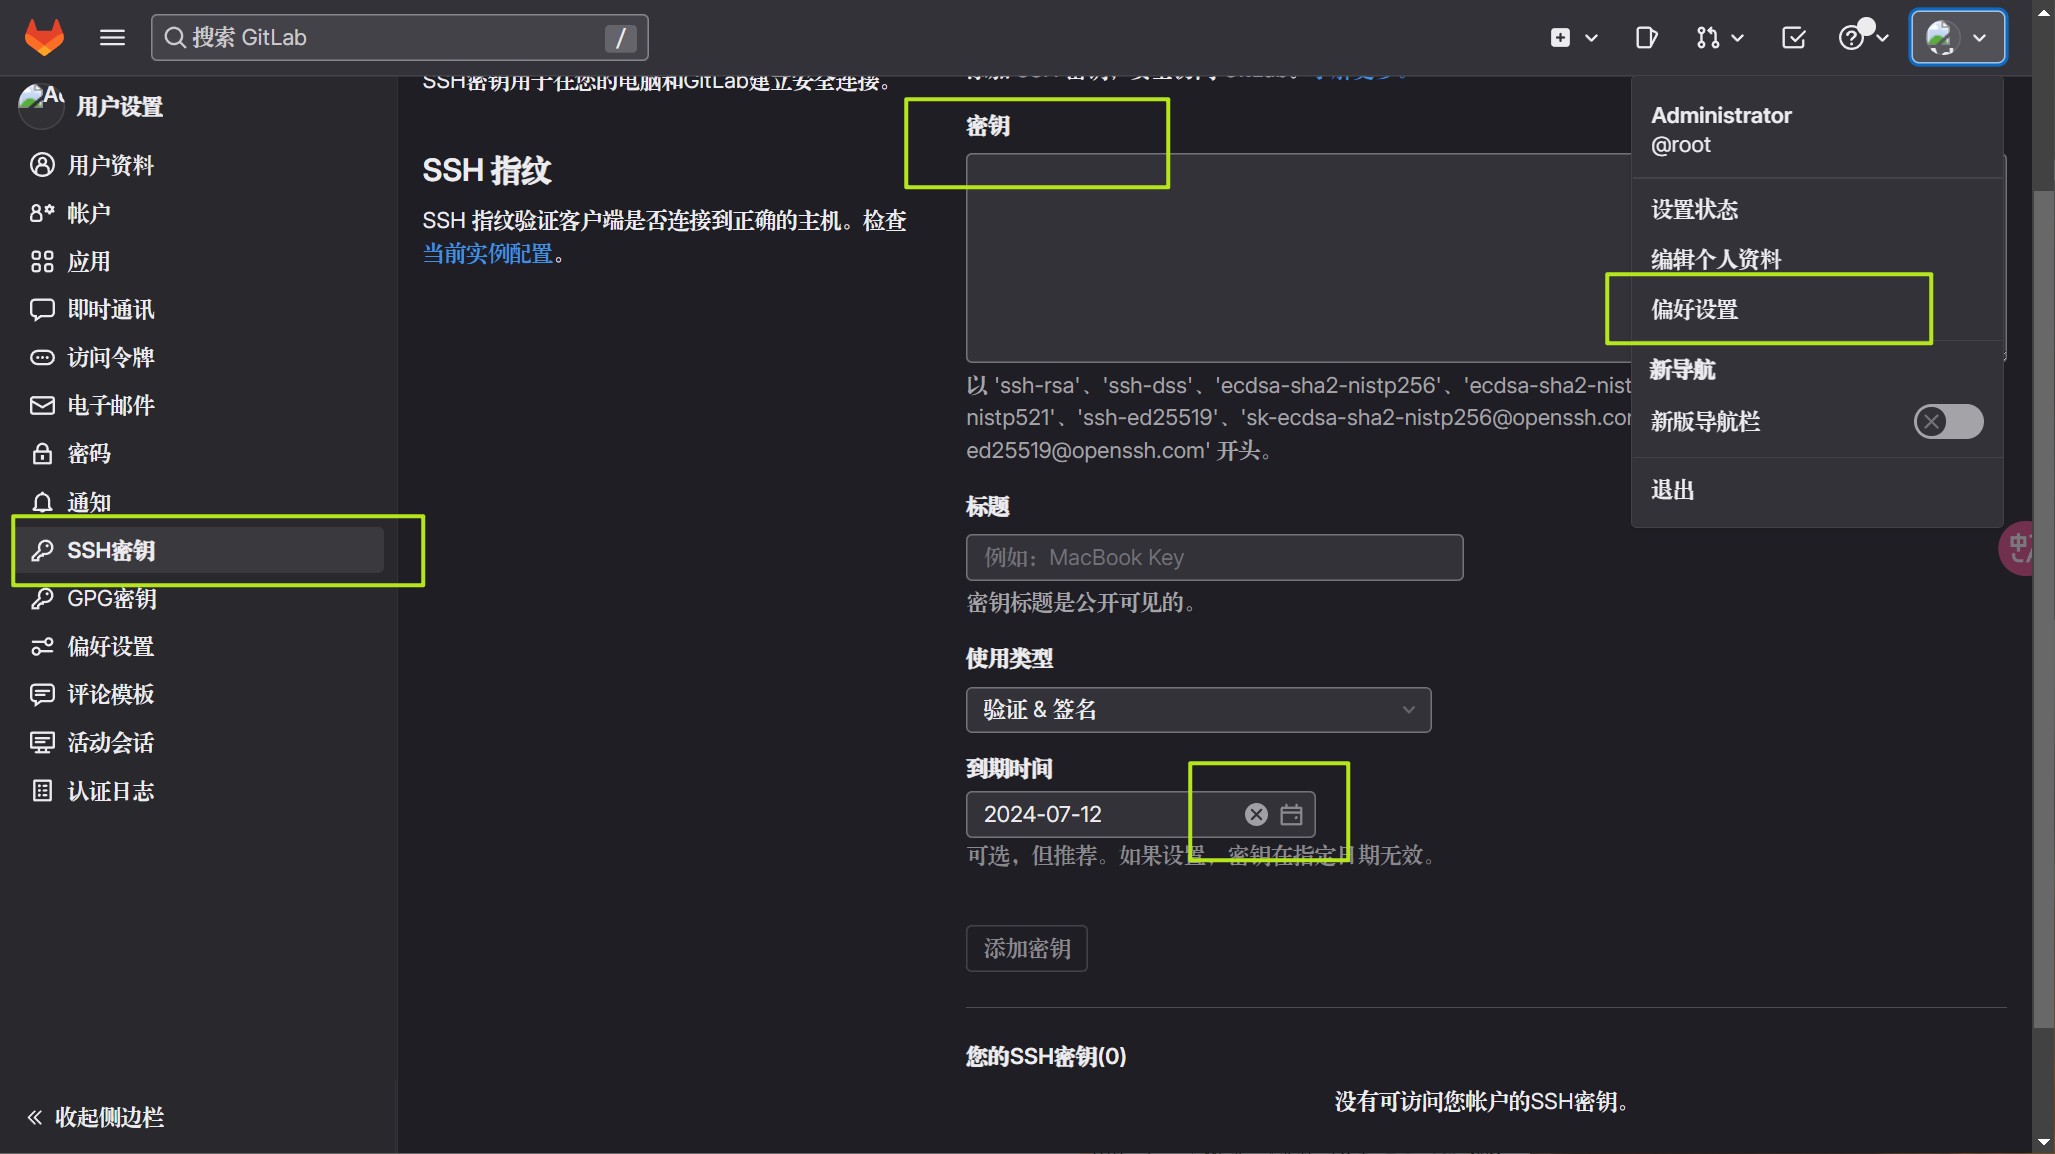 搜索 GitLab
/
用户设置
用户资料
帐户
应用
即时通讯
访问令牌
电子邮件
密码
通知
SSH密钥
GPG密钥
偏好设置
评论模板
活动会话
认证日志
收起侧边栏
SSH密钥用于在您的电脑和GitLab建立安全连接。
SSH 指纹
SSH 指纹验证客户端是否连接到正确的主机。检查
当前实例配置。
密钥
以 'ssh-rsa'、'ssh-dss'、'ecdsa-sha2-nistp256'、'ecdsa-sha2-nist
nistp521'、'ssh-ed25519'、'sk-ecdsa-sha2-nistp256@openssh.co
ed25519@openssh.com' 开头。
标题
例如：MacBook Key
密钥标题是公开可见的。
使用类型
验证 & 签名
到期时间
2024-07-12
可选，但推荐。如果设置，密钥在指定日期无效。
添加密钥
您的SSH密钥(0)
没有可访问您帐户的SSH密钥。
Administrator
@root
设置状态
编辑个人资料
偏好设置
新导航
新版导航栏
退出
中